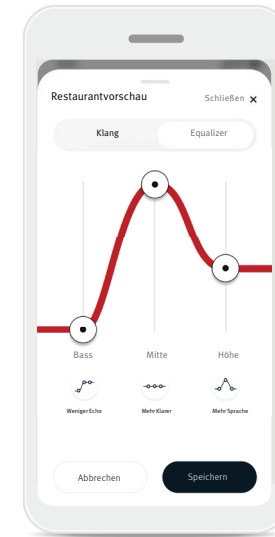 Restaurantvorschau Schließen ×
Klang Equalizer
Bass Mitte Höhe
Weniger Echo Mehr Klarer Mehr Sprache
Abbrechen Speichern